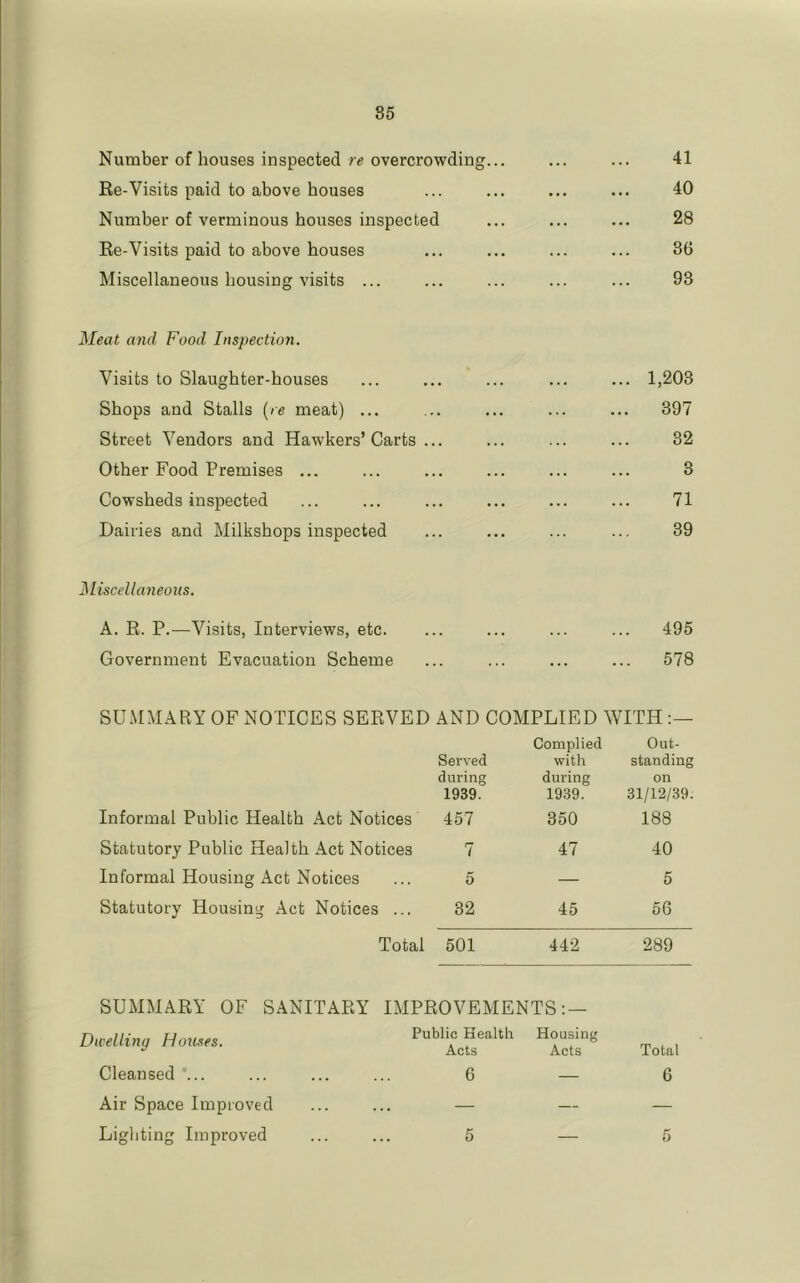 35
Number of houses inspected re overcrowding... ... ... 41
Re-Visits paid to above houses ... ... ... ... 40
Number of verminous houses inspected ... ... ... 28
Re-Visits paid to above houses ... ... ... ... 36
Miscellaneous housing visits ... ... ... ... ... 93
Meat and Food Inspection.
Visits to Slaughter-houses ... ... ... ... ... 1,203
Shops and Stalls (re meat) ... ... ... ... ... 397
Street Vendors and Hawkers' Carts ... ... ... ... 32
Other Food Premises ... ... ... ... ... ... 3
Cowsheds inspected ... ... ... ... ... ... 71
Dairies and Milkshops inspected ... ... ... ... 39
Miscellaneous.
A. R. P.—Visits, Interviews, etc. ... ... ... ... 495
Government Evacuation Scheme ... ... ... ... 578
SUMMARY OF NOTICES SERVED AND COMPLIED WITH :—
Complied Out-
Served with standing
during during on
1939. 1939. 31/12/39.
Informal Public Health Act Notices 457 350 188
Statutory Public Health Act Notices 7 47 40
Informal Housing Act Notices ... 5 — 5
Statutory Housing Act Notices ... 32 45 56
Total 501 442 289
SUMMARY OF SANITARY IMPROVEMENTS :—
Dwelling Houses. Public Health Housing
Acts Acts Total
Cleansed ... ... ... ... 6 — 6
Air Space Improved ... ... — — —
Lighting Improved ... ... 5 — 5